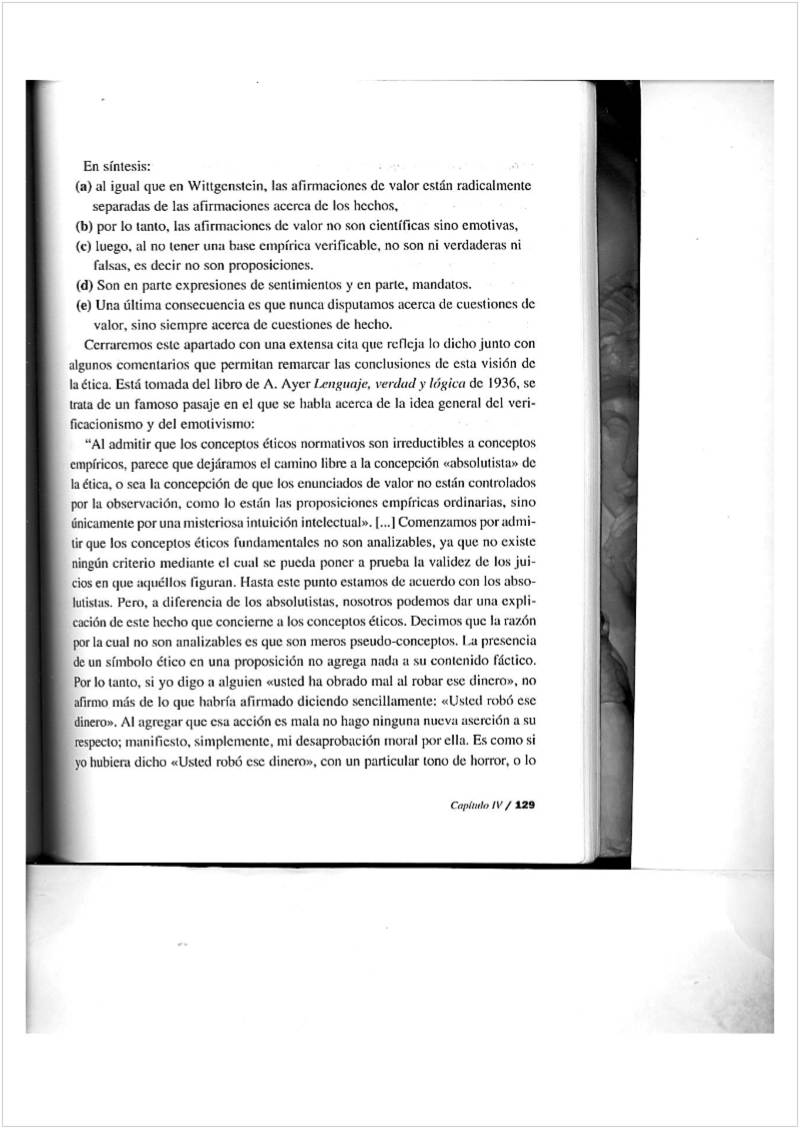 En síntesis:
(a) al igual que en Wittgenstein, las afirmaciones de valor están radicalmente
separadas de las afirmaciones acerca de los hechos,
(b) por lo tanto, las afirmaciones de valor no son científicas sino emotivas,
(c) luego, al no tener una base empírica verificable, no son ni verdaderas ni
falsas, es decir no son proposiciones.
(d) Son en parte expresiones de sentimientos y en parte, mandatos.
(e) Una última consecuencia es que nunca disputamos acerca de cuestiones de
valor, sino siempre acerca de cuestiones de hecho.
Cerraremos este apartado con una extensa cita que refleja lo dicho junto con
algunos comentarios que permitan remarcar las conclusiones de esta visión de
la ética. Está tomada del libro de A. Ayer Lenguaje, verdad y lógica de 1936, se
trata de un famoso pasaje en el que se habla acerca de la idea general del veri-
ficacionismo y del emotivismo:
“Al admitir que los conceptos éticos normativos son irreductibles a conceptos
empíricos, parece que dejáramos el camino libre a la concepción «absolutista» de
la ética, o sea la concepción de que los enunciados de valor no están controlados
por la observación, como lo están las proposiciones empíricas ordinarias, sino
únicamente por una misteriosa intuición intelectual». [...] Comenzamos por admi-
tir que los conceptos éticos fundamentales no son analizables, ya que no existe
ningún criterio mediante el cual se pueda poner a prueba la validez de los jui-
cios en que aquéllos figuran. Hasta este punto estamos de acuerdo con los abso-
lutistas. Pero, a diferencia de los absolutistas, nosotros podemos dar una expli-
cación de este hecho que concierne a los conceptos éticos. Decimos que la razón
por la cual no son analizables es que son meros pseudo-conceptos. La presencia
de un símbolo ético en una proposición no agrega nada a su contenido fáctico.
Por lo tanto, si yo digo a alguien «usted ha obrado mal al robar ese dinero», no
afirmo más de lo que habría afirmado diciendo sencillamente: «Usted robó ese
dinero». Al agregar que esa acción es mala no hago ninguna nueva aserción a su
respecto; manifiesto, simplemente, mi desaprobación moral por ella. Es como si
yo hubiera dicho «Usted robó ese dinero», con un particular tono de horror, o lo
Capítulo IV / 129